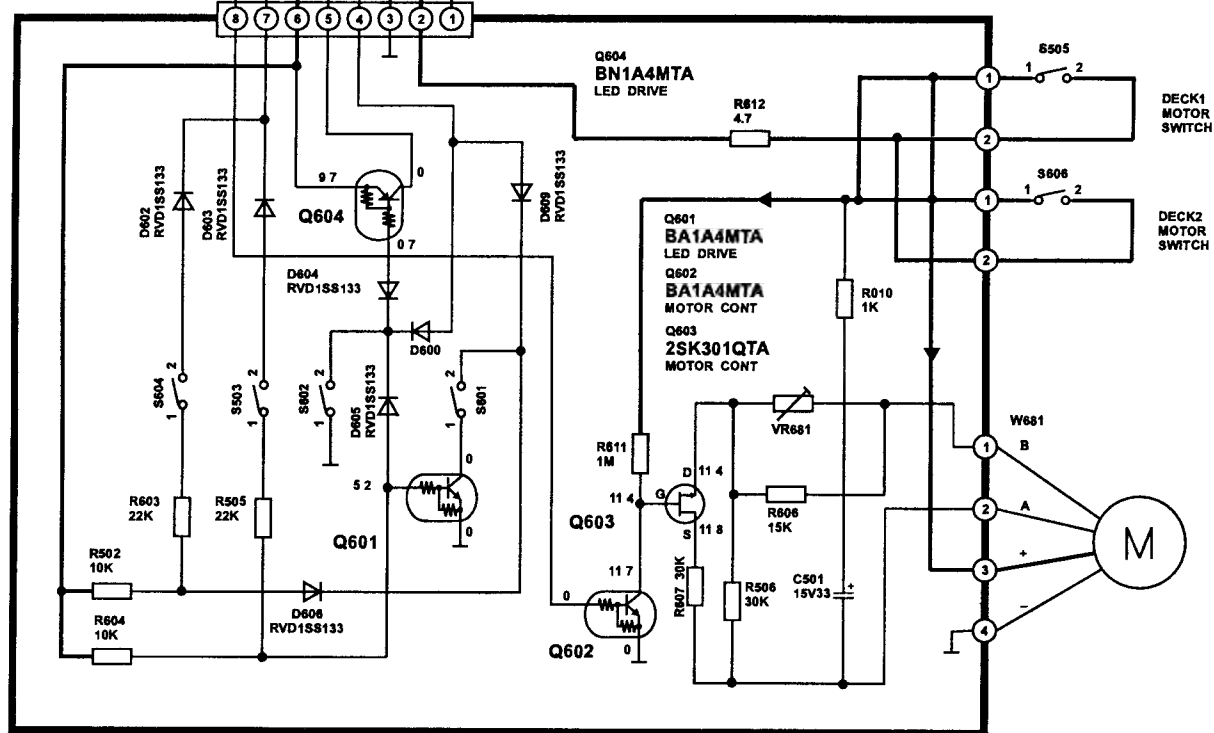 8 7 6 5 4 3 2 1
Q604
BN1A4MTA
LED DRIVE
S505
1 2
1
DECK1
MOTOR
SWITCH
R612
4.7
2
S606
1 2
1
DECK2
MOTOR
SWITCH
2
D602
RVD1SS133
D603
RVD1SS133
9 7
0
Q604
0 7
D609
RVD1SS133
Q601
BA1A4MTA
LED DRIVE
Q602
BA1A4MTA
MOTOR CONT
Q603
2SK301QTA
MOTOR CONT
R010
1K
D604
RVD1SS133
D600
S604
2
1
S503
2
1
S602
2
1
D605
RVD1SS133
S601
2
1
VR681
W681
1
B
R611
1M
0
5 2
Q601
0
D
11 4
G
11 4
S
11 8
Q603
R606
15K
2
A
M
3
+
4
−
R603
22K
R505
22K
R502
10K
R604
10K
D606
RVD1SS133
11 7
0
Q602
0
R607 30K
R506
30K
C501
15V33
+